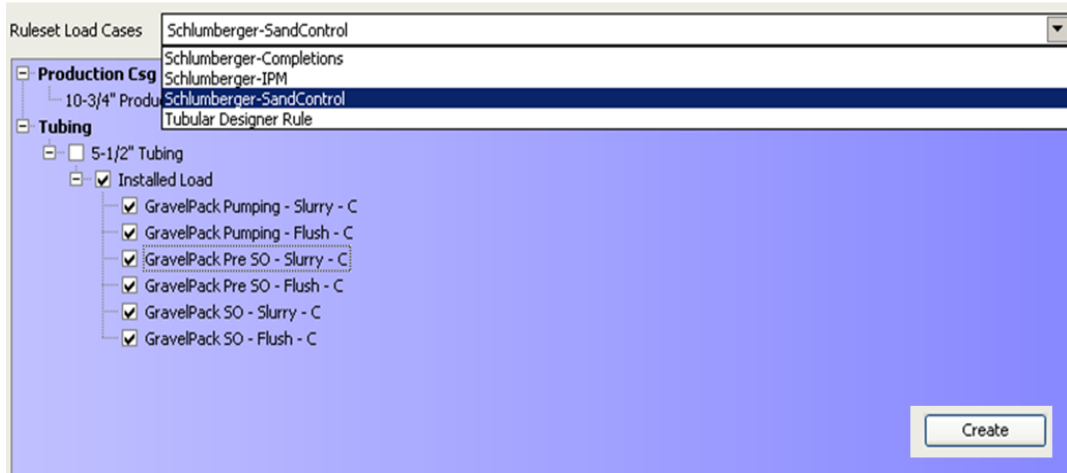 Ruleset Load Cases Schlumberger-SandControl
Schlumberger-Completions
Schlumberger-IPM
Schlumberger-SandControl
Tubular Designer Rule
Production Csg
10-3/4" Produ
Tubing
5-1/2" Tubing
Installed Load
GravelPack Pumping - Slurry - C
GravelPack Pumping - Flush - C
GravelPack Pre SO - Slurry - C
GravelPack Pre SO - Flush - C
GravelPack SO - Slurry - C
GravelPack SO - Flush - C
Create